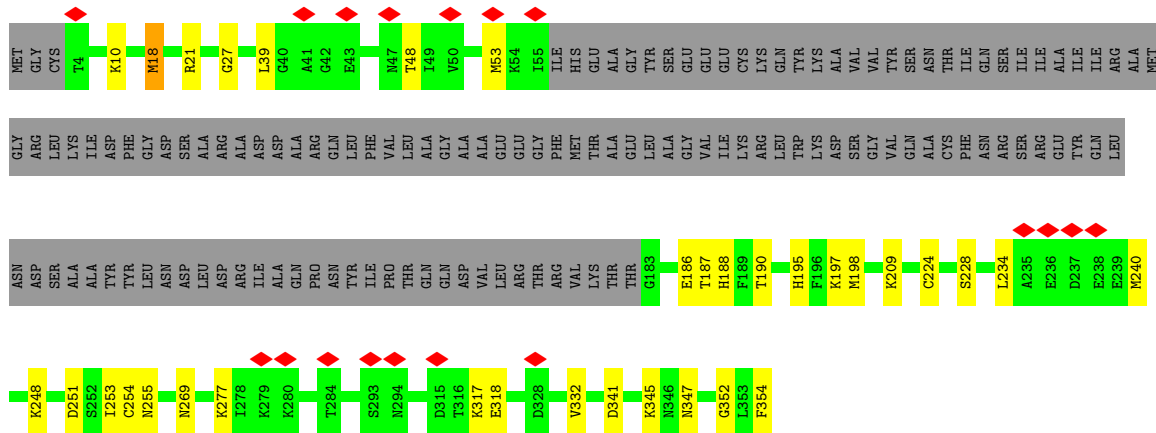 MET GLY CYS T4 K10 M18 R21 G27 L39 G40 A41 G42 E43 N47 T48 I49 V50 M53 K54 I55 ILE HIS GLU ALA GLY TYR SER GLU GLU GLU CYS LYS GLN TYR LYS ALA VAL VAL TYR SER ASN THR ILE GLN SER ILE ILE ALA ILE ILE ARG ALA MET
GLY ARG LEU LYS ILE ASP PHE GLY ASP SER ALA ARG ALA ASP ASP ALA ARG GLN LEU PHE VAL LEU ALA GLY ALA ALA GLU GLU GLY PHE MET THR ALA GLU LEU ALA GLY VAL ILE LYS ARG LEU TRP LYS ASP SER GLY VAL GLN ALA CYS PHE ASN ARG SER ARG GLU TYR GLN LEU
ASN ASP SER ALA ALA TYR TYR LEU ASN ASP LEU ASP ARG ILE ALA GLN PRO ASN TYR ILE PRO THR GLN GLN ASP VAL LEU ARG THR ARG VAL LYS THR THR G183 E186 T187 H188 F189 T190 H195 F196 K197 M198 K209 C224 S228 L234 A235 E236 D237 E238 E239 M240
K248 D251 S252 I253 C254 N255 N269 K277 I278 K279 K280 T284 S293 N294 D315 T316 K317 E318 D328 V332 D341 K345 N346 N347 G352 L353 F354